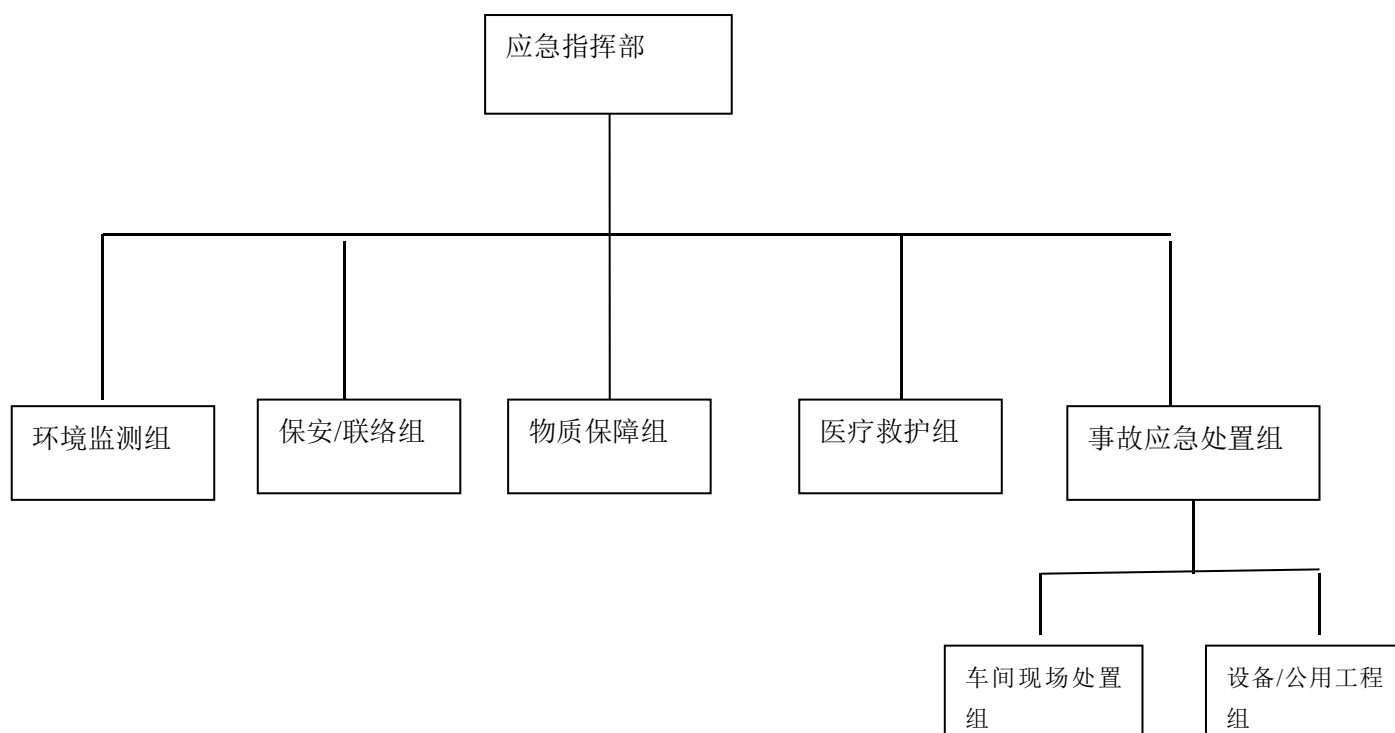 应急指挥部
环境监测组
保安/联络组
物质保障组
医疗救护组
事故应急处置组
车间现场处置
组
设备/公用工程
组